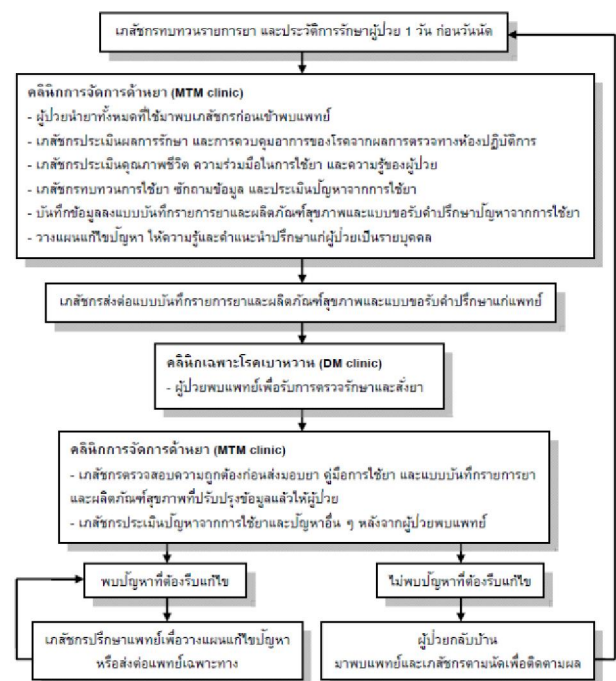 เภสัชกรทบทวนรายการยา และประวัติการรักษาผู้ป่วย 1 วัน ก่อนวันนัด
คลินิกการจัดการด้านยา (MTM clinic)
- ผู้ป่วยนำยาทั้งหมดที่ใช้มาพบเภสัชกรก่อนเข้าพบแพทย์
- เภสัชกรประเมินผลการรักษา และการควบคุมอาการของโรคจากผลการตรวจทางห้องปฏิบัติการ
- เภสัชกรประเมินคุณภาพชีวิต ความร่วมมือในการใช้ยา และความรู้ของผู้ป่วย
- เภสัชกรทบทวนการใช้ยา ซักถามข้อมูล และประเมินปัญหาจากการใช้ยา
- บันทึกข้อมูลลงแบบบันทึกรายการยาและผลิตภัณฑ์สุขภาพและแบบขอรับคำปรึกษาปัญหาจากการใช้ยา
- วางแผนแก้ไขปัญหา ให้ความรู้และคำแนะนำปรึกษาแก่ผู้ป่วยเป็นรายบุคคล
เภสัชกรส่งต่อแบบบันทึกรายการยาและผลิตภัณฑ์สุขภาพและแบบขอรับคำปรึกษาแก่แพทย์
คลินิกเฉพาะโรคเบาหวาน (DM clinic)
- ผู้ป่วยพบแพทย์เพื่อรับการตรวจรักษาและสั่งยา
คลินิกการจัดการด้านยา (MTM clinic)
- เภสัชกรตรวจสอบความถูกต้องก่อนส่งมอบยา คู่มือการใช้ยา และแบบบันทึกรายการยา
และผลิตภัณฑ์สุขภาพที่ปรับปรุงข้อมูลแล้วให้ผู้ป่วย
- เภสัชกรประเมินปัญหาจากการใช้ยาและปัญหาอื่น ๆ หลังจากผู้ป่วยพบแพทย์
พบปัญหาที่ต้องรีบแก้ไข
ไม่พบปัญหาที่ต้องรีบแก้ไข
เภสัชกรปรึกษาแพทย์เพื่อวางแผนแก้ไขปัญหา
หรือส่งต่อแพทย์เฉพาะทาง
ผู้ป่วยกลับบ้าน
มาพบแพทย์และเภสัชกรตามนัดเพื่อติดตามผล